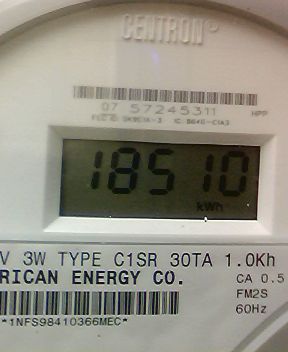 CENTRON®
07 57245311 HPP
18510
kWh
V 3W TYPE C1SR 30TA 1.0Kh
RICAN ENERGY CO. CA 0.5
FM2S
*1NFS98410366MEC* 60Hz